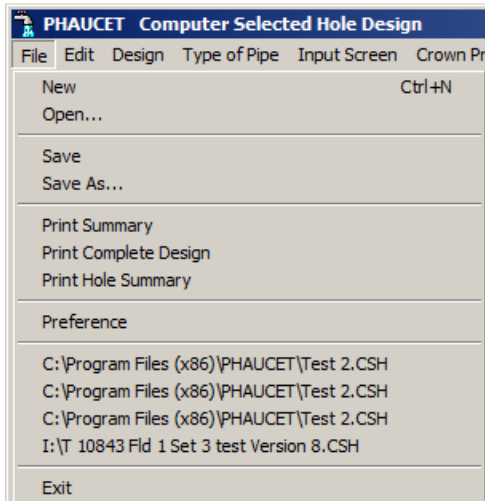 PHAUCET Computer Selected Hole Design
File Edit Design Type of Pipe Input Screen Crown Pr
New Ctrl+N
Open...
Save
Save As...
Print Summary
Print Complete Design
Print Hole Summary
Preference
C:\Program Files (x86)\PHAUCET\Test 2.CSH
C:\Program Files (x86)\PHAUCET\Test 2.CSH
C:\Program Files (x86)\PHAUCET\Test 2.CSH
I:\T 10843 Fld 1 Set 3 test Version 8.CSH
Exit